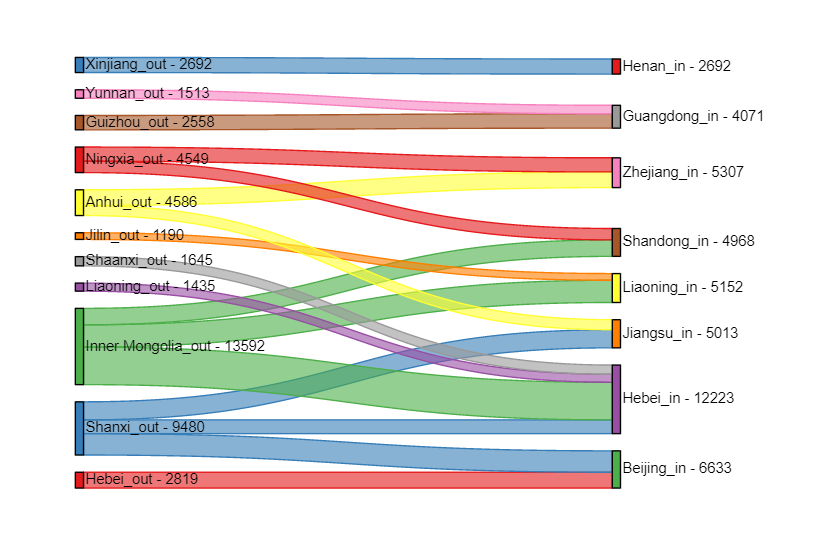 Xinjiang_out - 2692
Henan_in - 2692
Yunnan_out - 1513
Guangdong_in - 4071
Guizhou_out - 2558
Ningxia_out - 4549
Zhejiang_in - 5307
Anhui_out - 4586
Jilin_out - 1190
Shandong_in - 4968
Shaanxi_out - 1645
Liaoning_out - 1435
Liaoning_in - 5152
Jiangsu_in - 5013
Inner Mongolia_out - 13592
Hebei_in - 12223
Shanxi_out - 9480
Beijing_in - 6633
Hebei_out - 2819